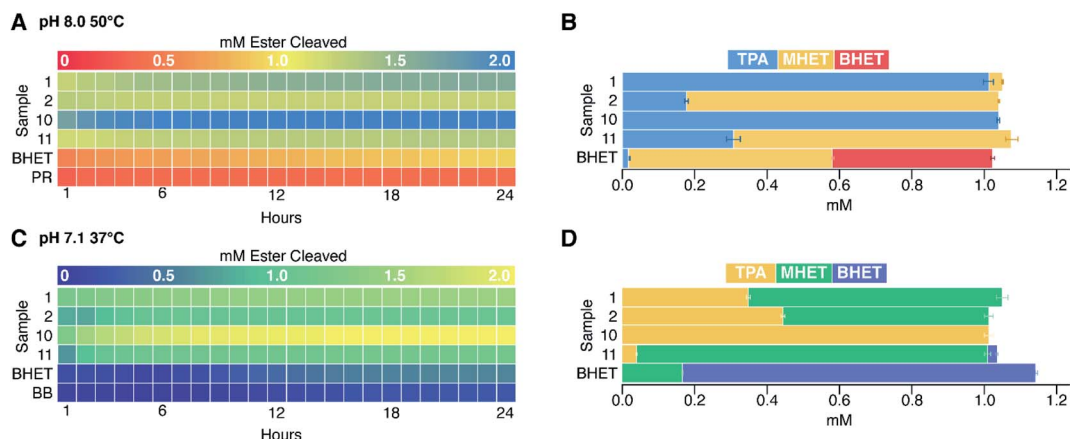 A pH 8.0 50°C
mM Ester Cleaved
0 0.5 1.0 1.5 2.0
Sample
1
2
10
11
BHET
PR
1 6 12 18 24
Hours
B
TPA MHET BHET
Sample
1
2
10
11
BHET
0.0 0.2 0.4 0.6 0.8 1.0 1.2
mM
C pH 7.1 37°C
mM Ester Cleaved
0 0.5 1.0 1.5 2.0
Sample
1
2
10
11
BHET
BB
1 6 12 18 24
Hours
D
TPA MHET BHET
Sample
1
2
10
11
BHET
0.0 0.2 0.4 0.6 0.8 1.0 1.2
mM